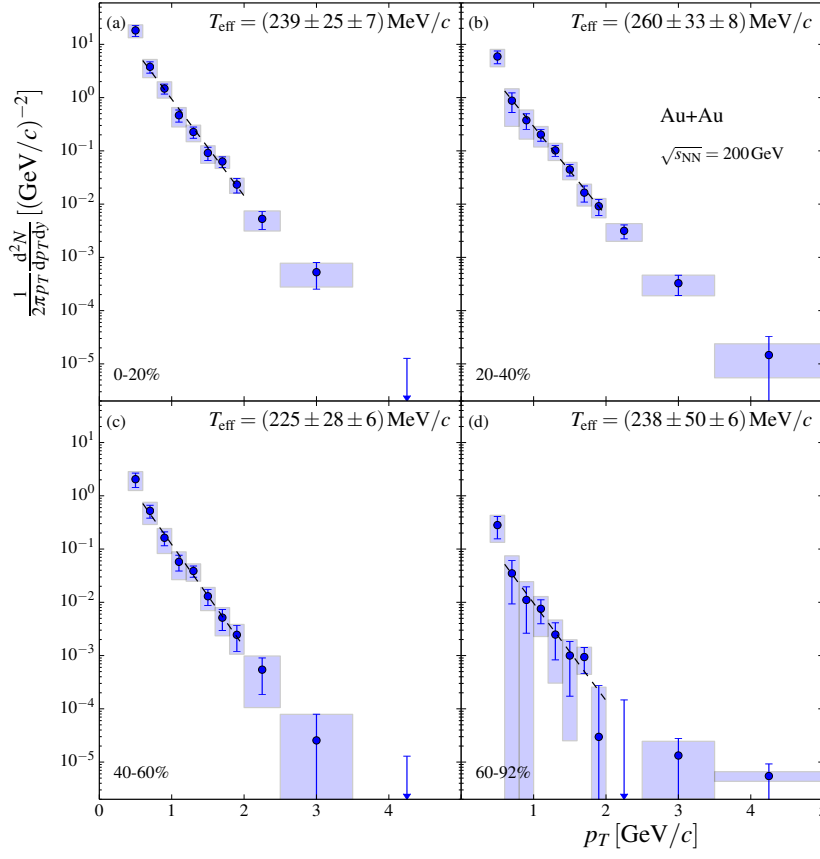 (a) T_eff = (239 ± 25 ± 7) MeV/c
(b) T_eff = (260 ± 33 ± 8) MeV/c
Au+Au
√s_NN = 200 GeV
10^1
10^0
10^−1
10^−2
10^−3
10^−4
10^−5
0-20%
20-40%
1/(2πp_T) d^2N/(dp_T dy) [(GeV/c)^−2]
(c) T_eff = (225 ± 28 ± 6) MeV/c
(d) T_eff = (238 ± 50 ± 6) MeV/c
10^1
10^0
10^−1
10^−2
10^−3
10^−4
10^−5
40-60%
60-92%
0 1 2 3 4 1 2 3 4 5
p_T [GeV/c]